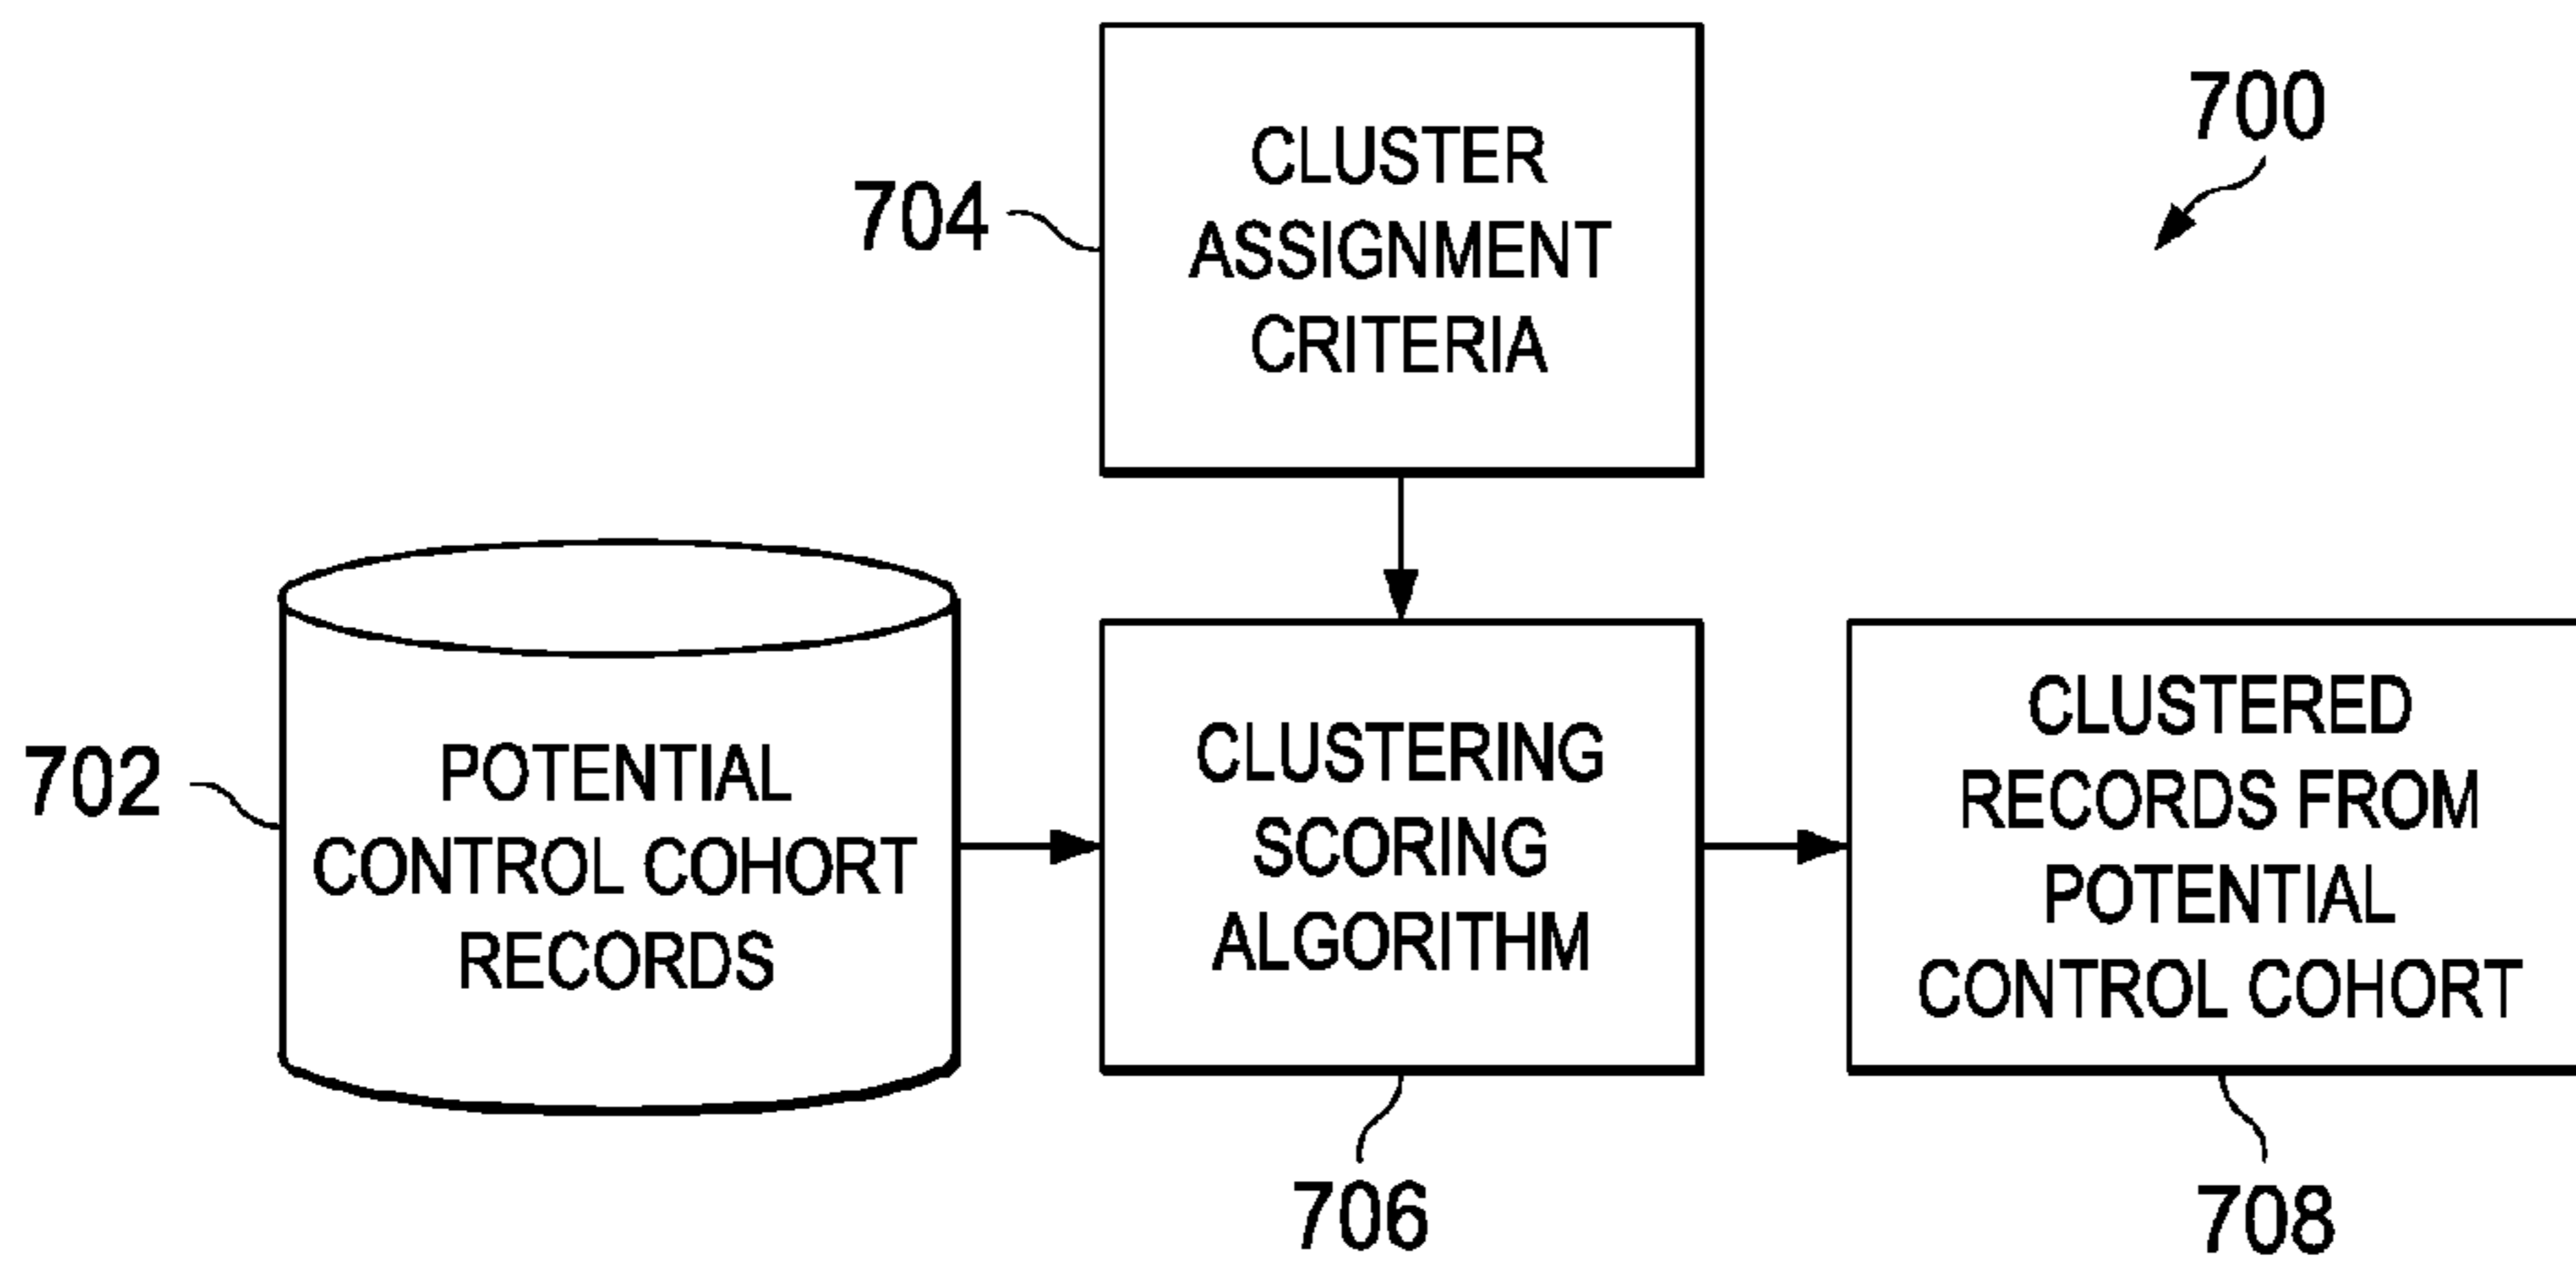 700
704
CLUSTER
ASSIGNMENT
CRITERIA
702
POTENTIAL
CONTROL COHORT
RECORDS
CLUSTERING
SCORING
ALGORITHM
706
CLUSTERED
RECORDS FROM
POTENTIAL
CONTROL COHORT
708